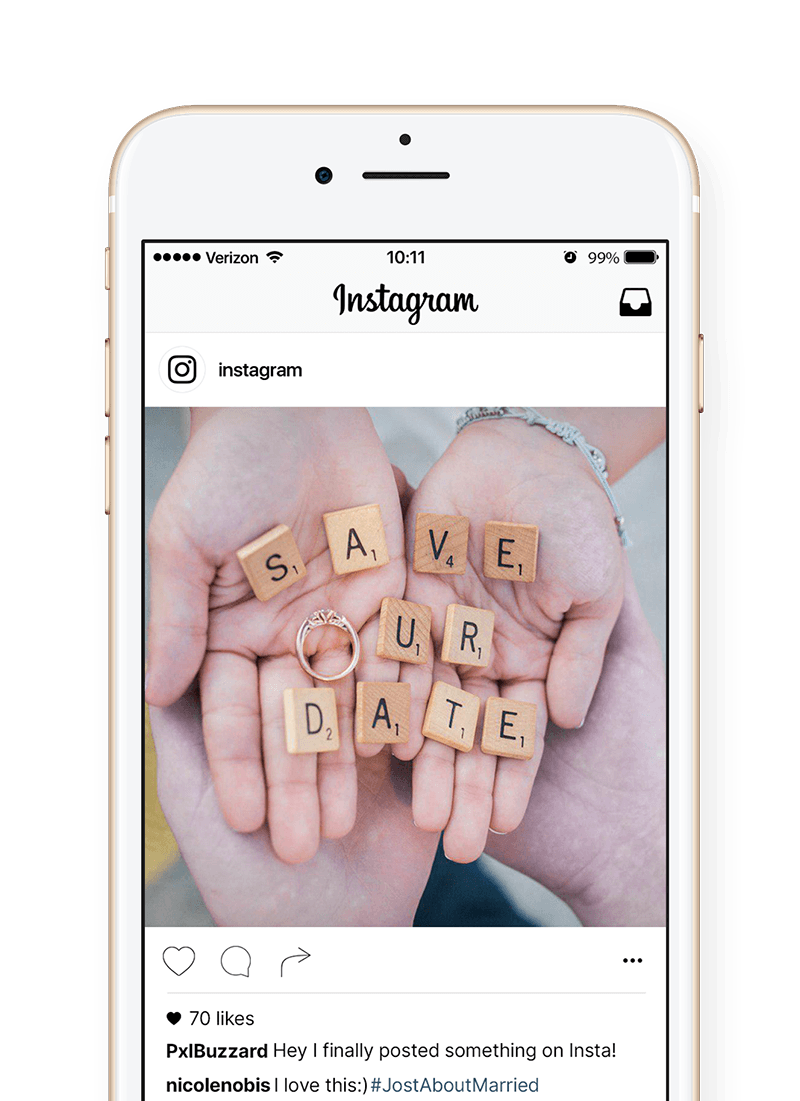 Verizon 10:11 99%
Instagram
instagram
S1 A1 V4 E1
U1 R1
D2 A1 T1 E1
70 likes
PxlBuzzard Hey I finally posted something on Insta!
nicolenobis I love this:) #JostAboutMarried